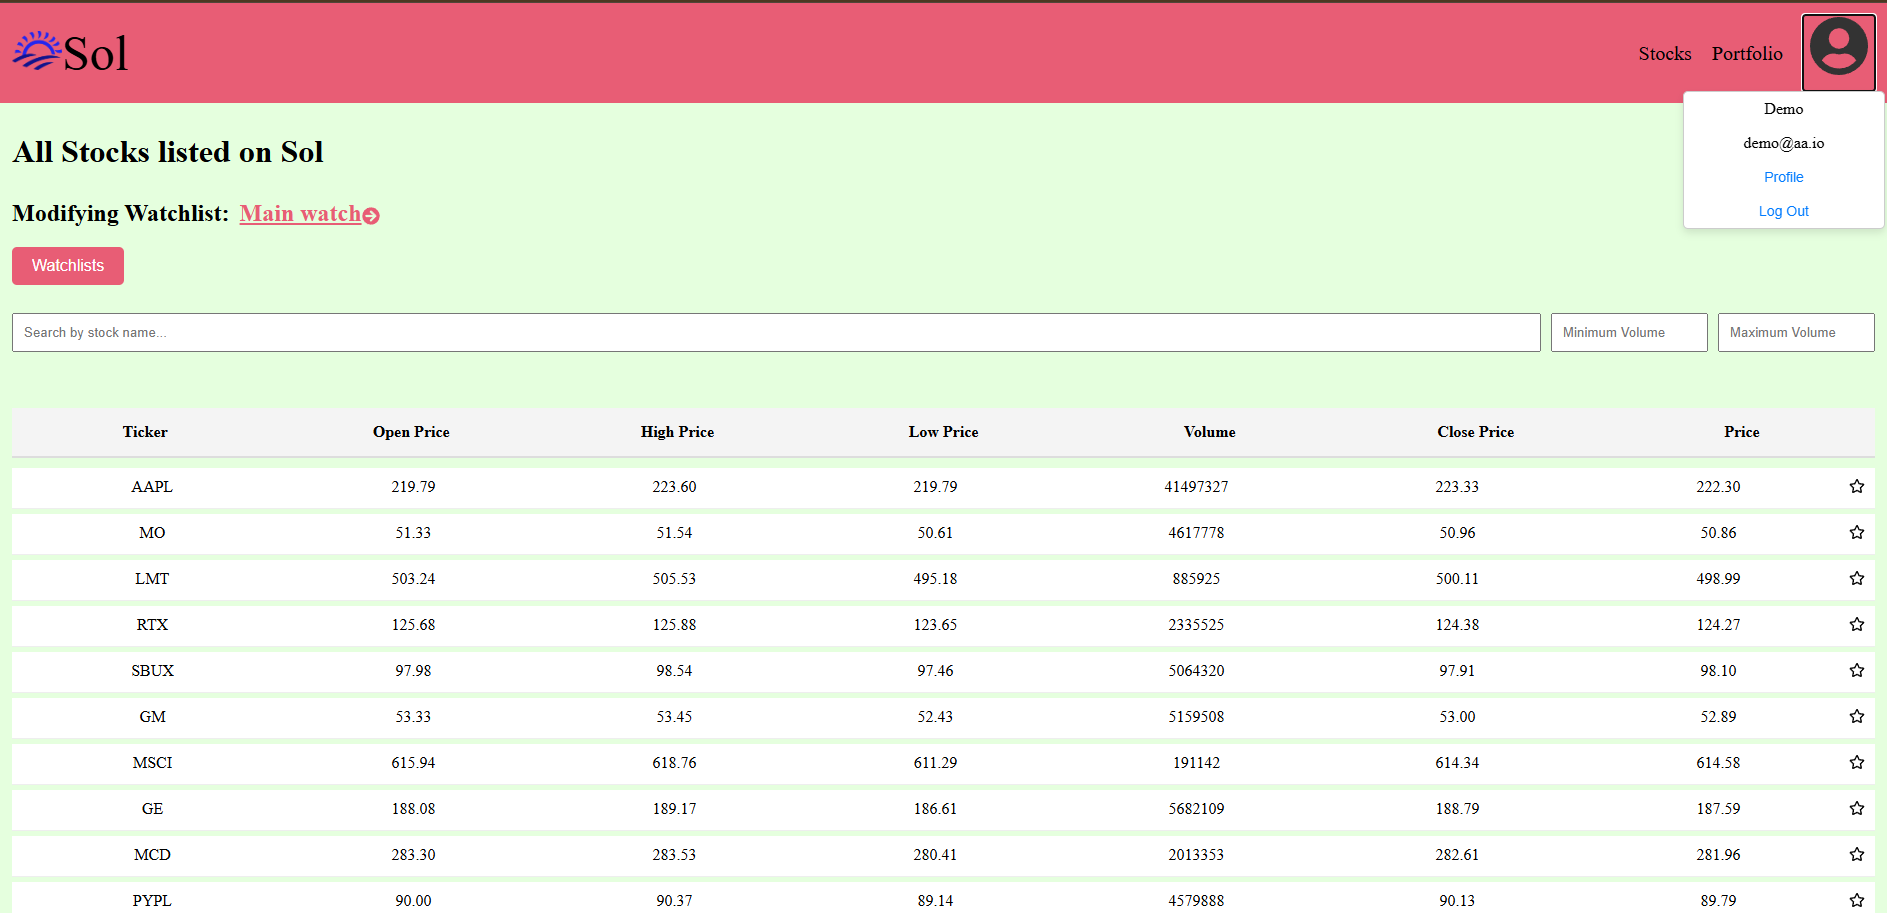 Sol
Stocks Portfolio
Demo
demo@aa.io
Profile
Log Out
All Stocks listed on Sol
Modifying Watchlist: Main watch
Watchlists
Search by stock name... Minimum Volume Maximum Volume
Ticker Open Price High Price Low Price Volume Close Price Price
AAPL 219.79 223.60 219.79 41497327 223.33 222.30
MO 51.33 51.54 50.61 4617778 50.96 50.86
LMT 503.24 505.53 495.18 885925 500.11 498.99
RTX 125.68 125.88 123.65 2335525 124.38 124.27
SBUX 97.98 98.54 97.46 5064320 97.91 98.10
GM 53.33 53.45 52.43 5159508 53.00 52.89
MSCI 615.94 618.76 611.29 191142 614.34 614.58
GE 188.08 189.17 186.61 5682109 188.79 187.59
MCD 283.30 283.53 280.41 2013353 282.61 281.96
PYPL 90.00 90.37 89.14 4579888 90.13 89.79